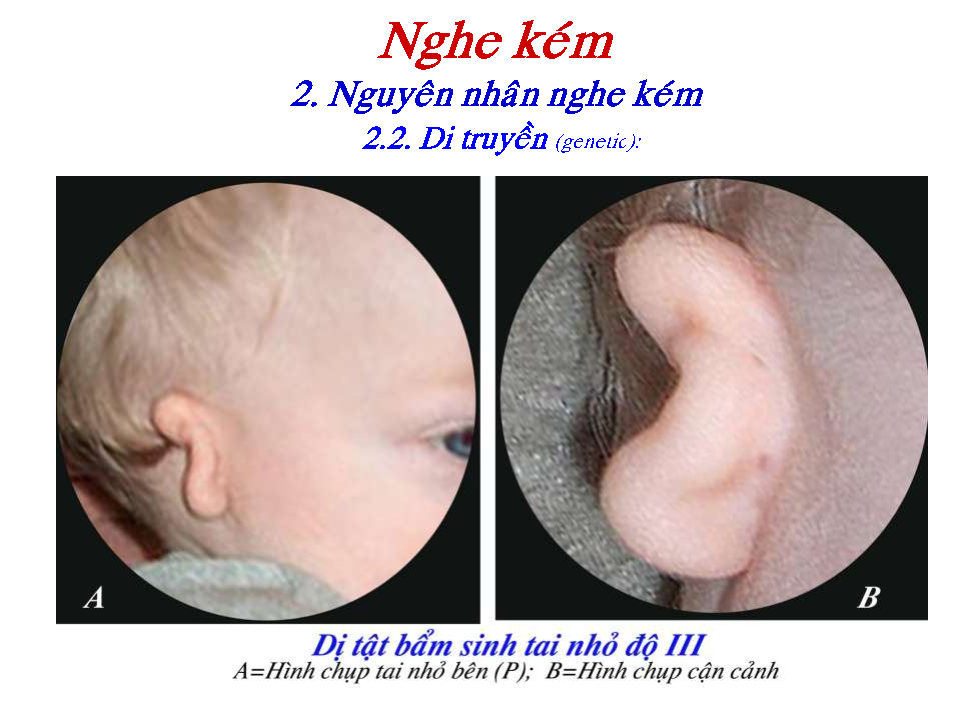 Nghe kém
2. Nguyên nhân nghe kém
2.2. Di truyền (genetic):
A
B
Dị tật bẩm sinh tai nhỏ độ III
A=Hình chụp tai nhỏ bên (P); B=Hình chụp cận cảnh